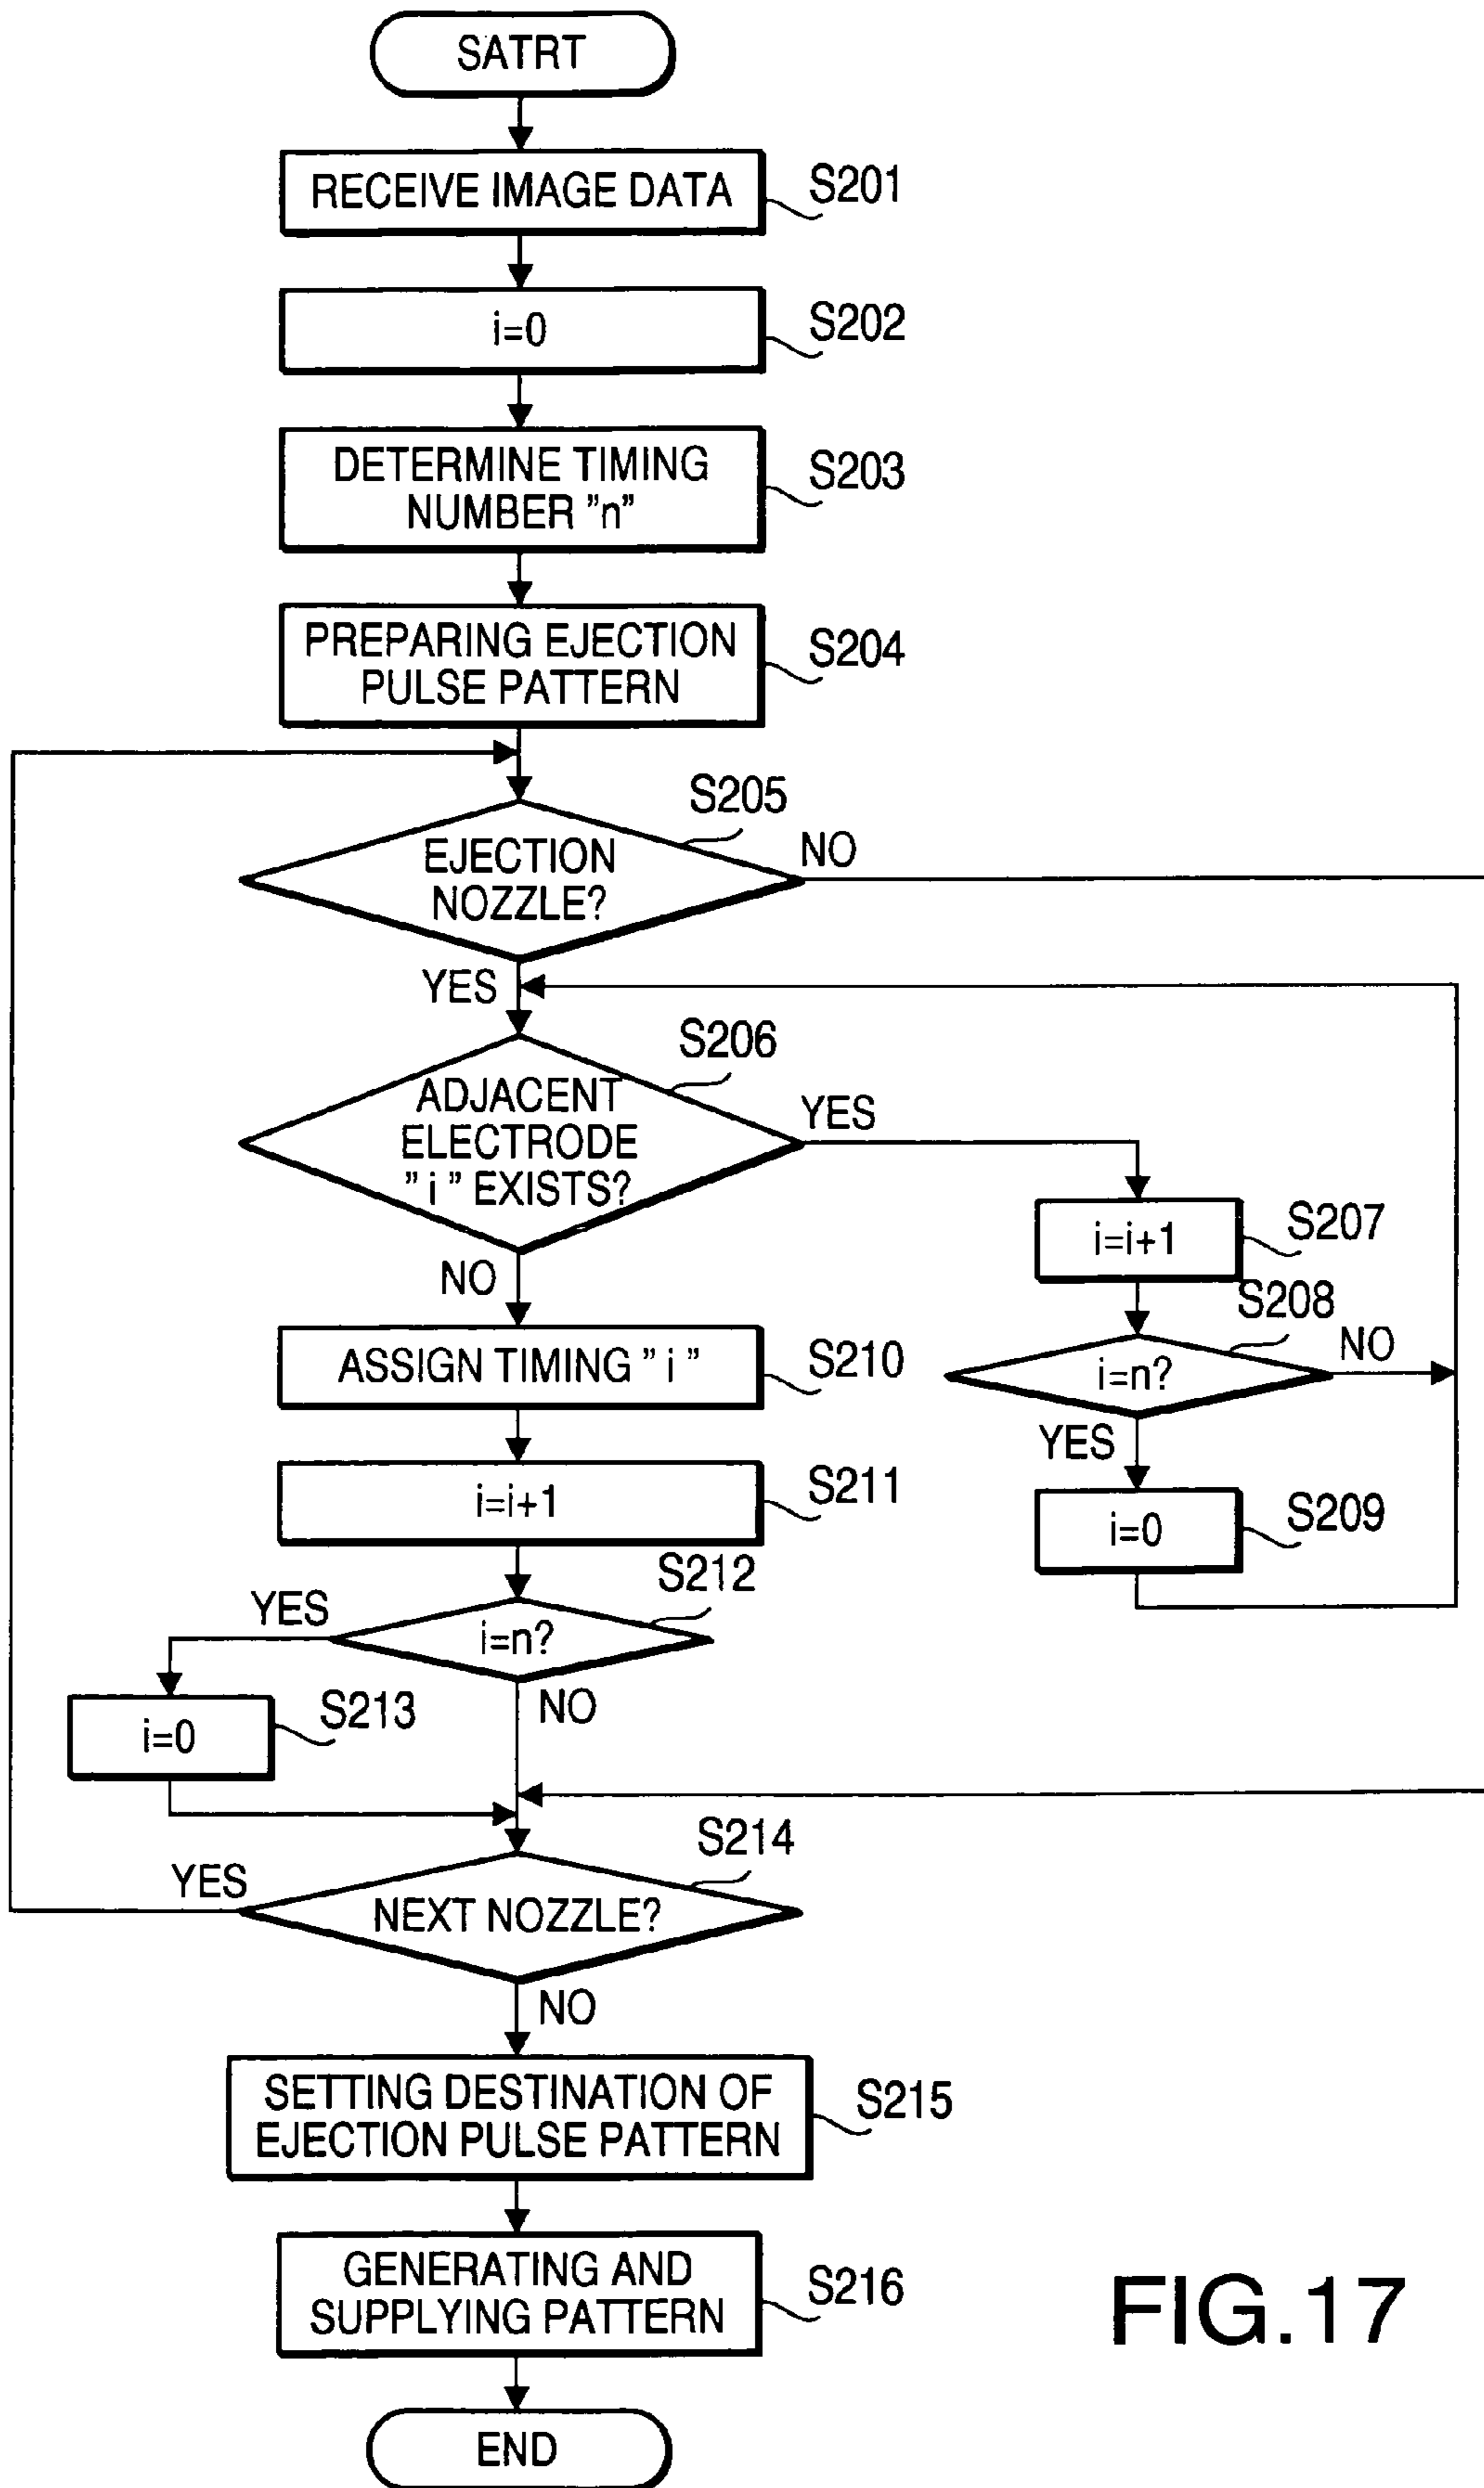 SATRT
RECEIVE IMAGE DATA
S201
i=0
S202
DETERMINE TIMING
NUMBER "n"
S203
PREPARING EJECTION
PULSE PATTERN
S204
S205
EJECTION
NOZZLE?
NO
YES
S206
ADJACENT
ELECTRODE
" i " EXISTS?
YES
i=i+1
S207
NO
S208
i=n?
NO
ASSIGN TIMING " i "
S210
YES
i=i+1
S211
i=0
S209
S212
YES
i=n?
NO
i=0
S213
S214
YES
NEXT NOZZLE?
NO
SETTING DESTINATION OF
EJECTION PULSE PATTERN
S215
GENERATING AND
SUPPLYING PATTERN
S216
FIG.17
END